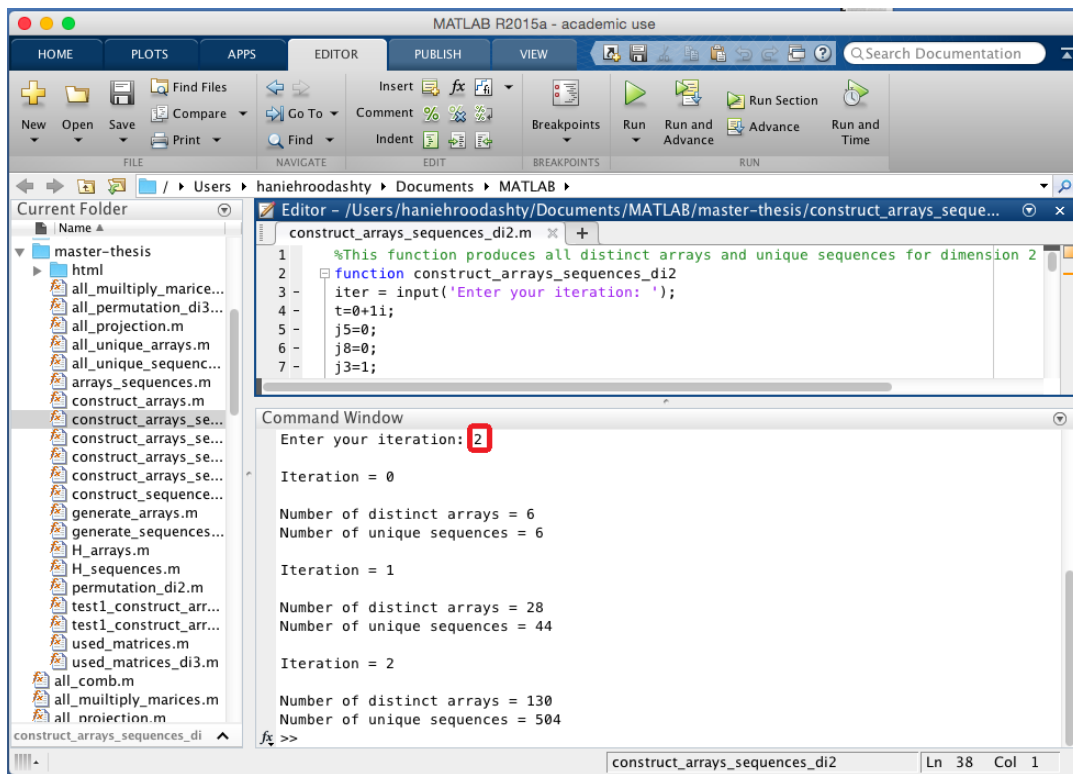 MATLAB R2015a - academic use
HOME PLOTS APPS EDITOR PUBLISH VIEW Search Documentation
New Open Save Find Files Compare Print
Go To Find
Insert fx
Comment %
Indent
Breakpoints
Run Run and Advance Run Section Advance Run and Time
FILE NAVIGATE EDIT BREAKPOINTS RUN
/ Users haniehroodashty Documents MATLAB
Current Folder
Name
master-thesis
html
all_muiltiply_marice...
all_permutation_di3...
all_projection.m
all_unique_arrays.m
all_unique_sequenc...
arrays_sequences.m
construct_arrays.m
construct_arrays_se...
construct_arrays_se...
construct_arrays_se...
construct_arrays_se...
construct_sequence...
generate_arrays.m
generate_sequences...
H_arrays.m
H_sequences.m
permutation_di2.m
test1_construct_arr...
test1_construct_arr...
used_matrices.m
used_matrices_di3.m
all_comb.m
all_muiltiply_marices.m
all_projection.m
construct_arrays_sequences_di
Editor - /Users/haniehroodashty/Documents/MATLAB/master-thesis/construct_arrays_seque...
construct_arrays_sequences_di2.m
1 %This function produces all distinct arrays and unique sequences for dimension 2
2 function construct_arrays_sequences_di2
3 - iter = input('Enter your iteration: ');
4 - t=0+1i;
5 - j5=0;
6 - j8=0;
7 - j3=1;
Command Window
Enter your iteration: 2
Iteration = 0
Number of distinct arrays = 6
Number of unique sequences = 6
Iteration = 1
Number of distinct arrays = 28
Number of unique sequences = 44
Iteration = 2
Number of distinct arrays = 130
Number of unique sequences = 504
fx >>
construct_arrays_sequences_di2 Ln 38 Col 1